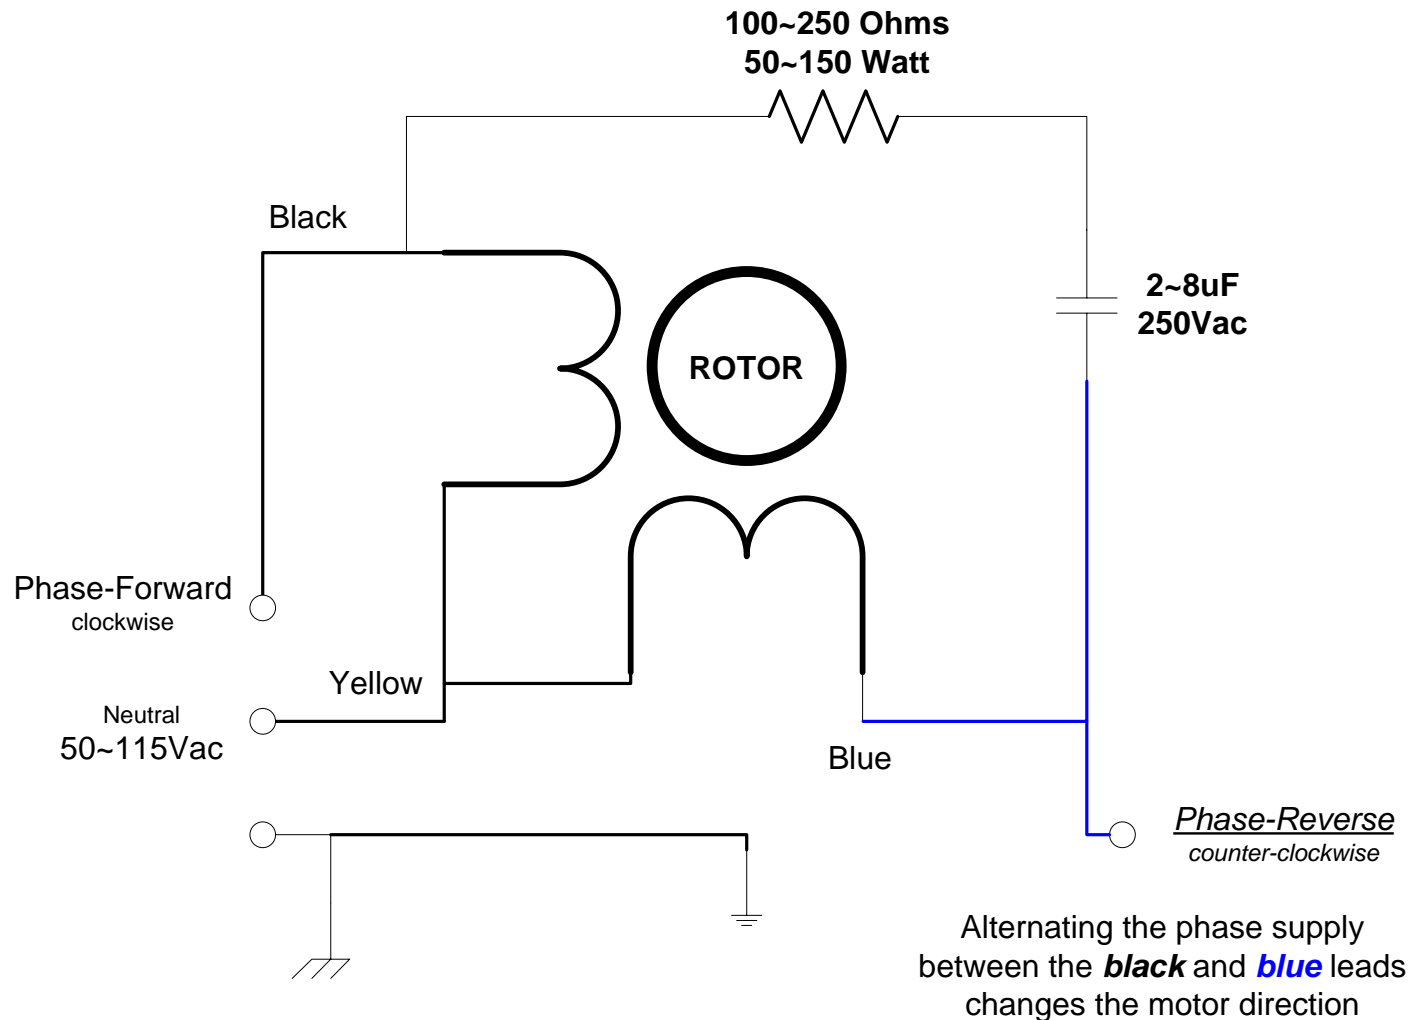 100~250 Ohms
50~150 Watt
Black
2~8uF
250Vac
ROTOR
Phase-Forward
clockwise
Yellow
Neutral
50~115Vac
Blue
Phase-Reverse
counter-clockwise
Alternating the phase supply
between the black and blue leads
changes the motor direction